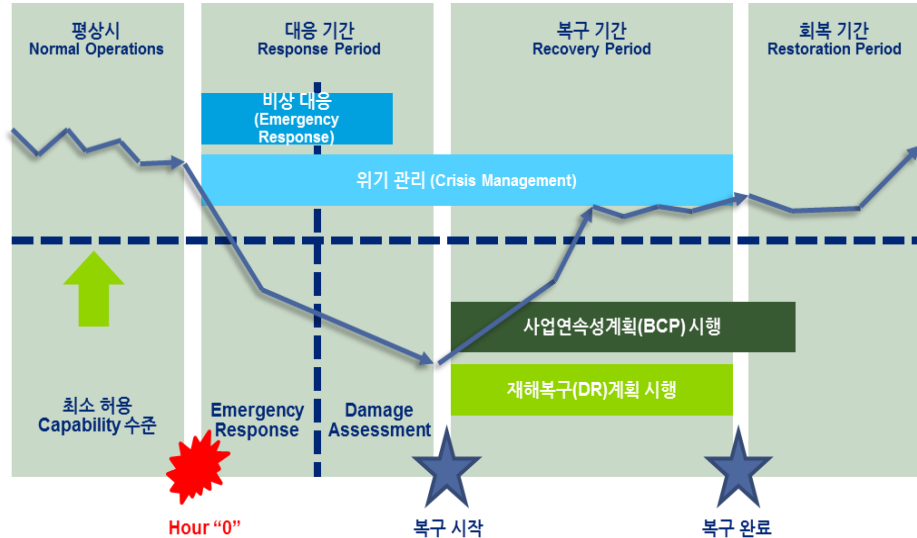 평상시
Normal Operations
대응 기간
Response Period
복구 기간
Recovery Period
회복 기간
Restoration Period
비상 대응
(Emergency
Response)
위기 관리 (Crisis Management)
사업연속성계획(BCP) 시행
재해복구(DR)계획 시행
최소 허용
Capability 수준
Emergency
Response
Damage
Assessment
Hour “0”
복구 시작
복구 완료